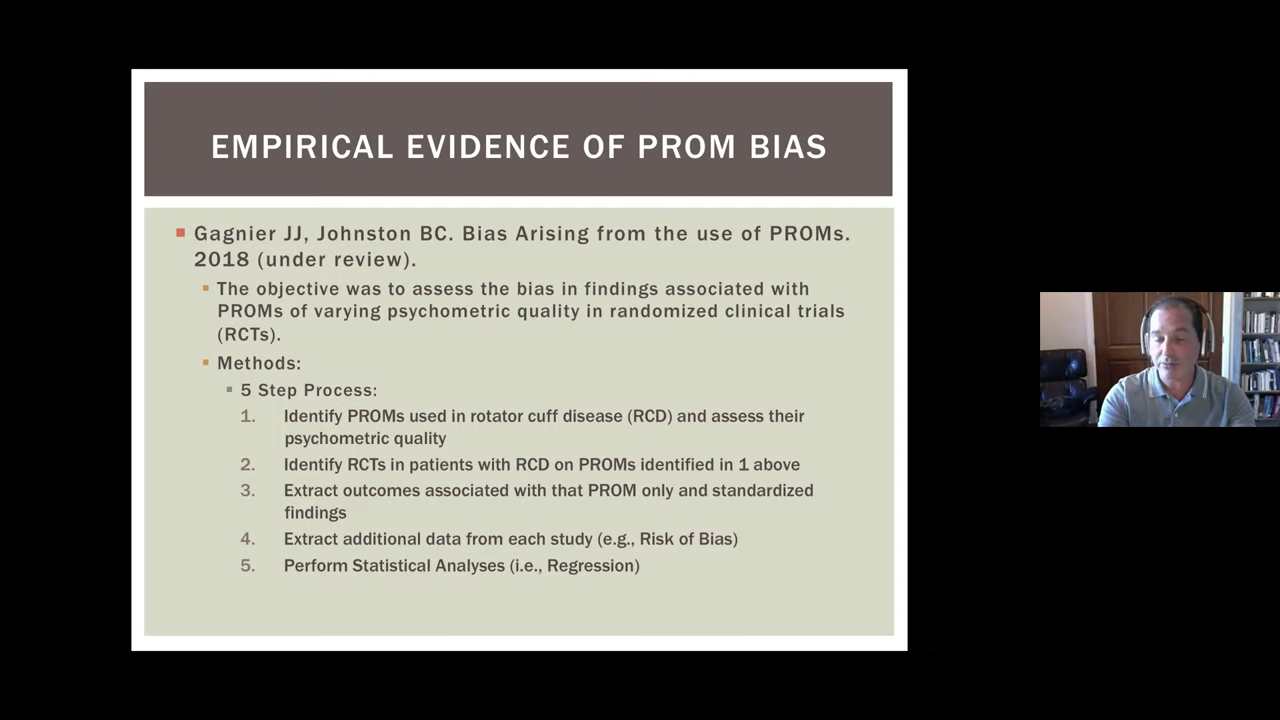 EMPIRICAL EVIDENCE OF PROM BIAS
Gagnier JJ, Johnston BC. Bias Arising from the use of PROMs.
2018 (under review).
The objective was to assess the bias in findings associated with
PROMs of varying psychometric quality in randomized clinical trials
(RCTs).
Methods:
5 Step Process:
1. Identify PROMs used in rotator cuff disease (RCD) and assess their
psychometric quality
2. Identify RCTs in patients with RCD on PROMs identified in 1 above
3. Extract outcomes associated with that PROM only and standardized
findings
4. Extract additional data from each study (e.g., Risk of Bias)
5. Perform Statistical Analyses (i.e., Regression)